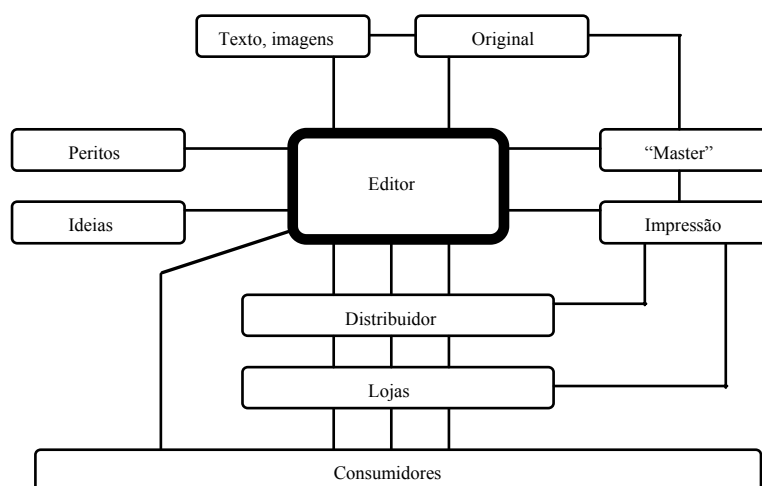 Texto, imagens
Original
Peritos
“Master”
Editor
Ideias
Impressão
Distribuidor
Lojas
Consumidores